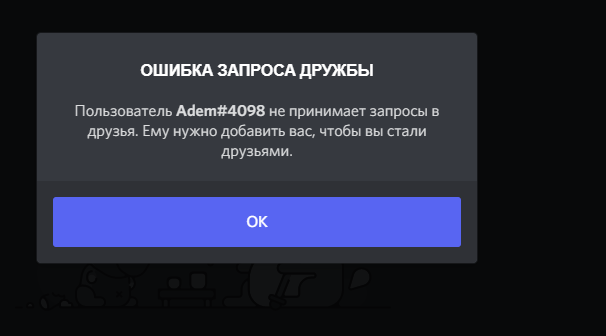 ОШИБКА ЗАПРОСА ДРУЖБЫ
Пользователь Adem#4098 не принимает запросы в
друзья. Ему нужно добавить вас, чтобы вы стали
друзьями.
ОК